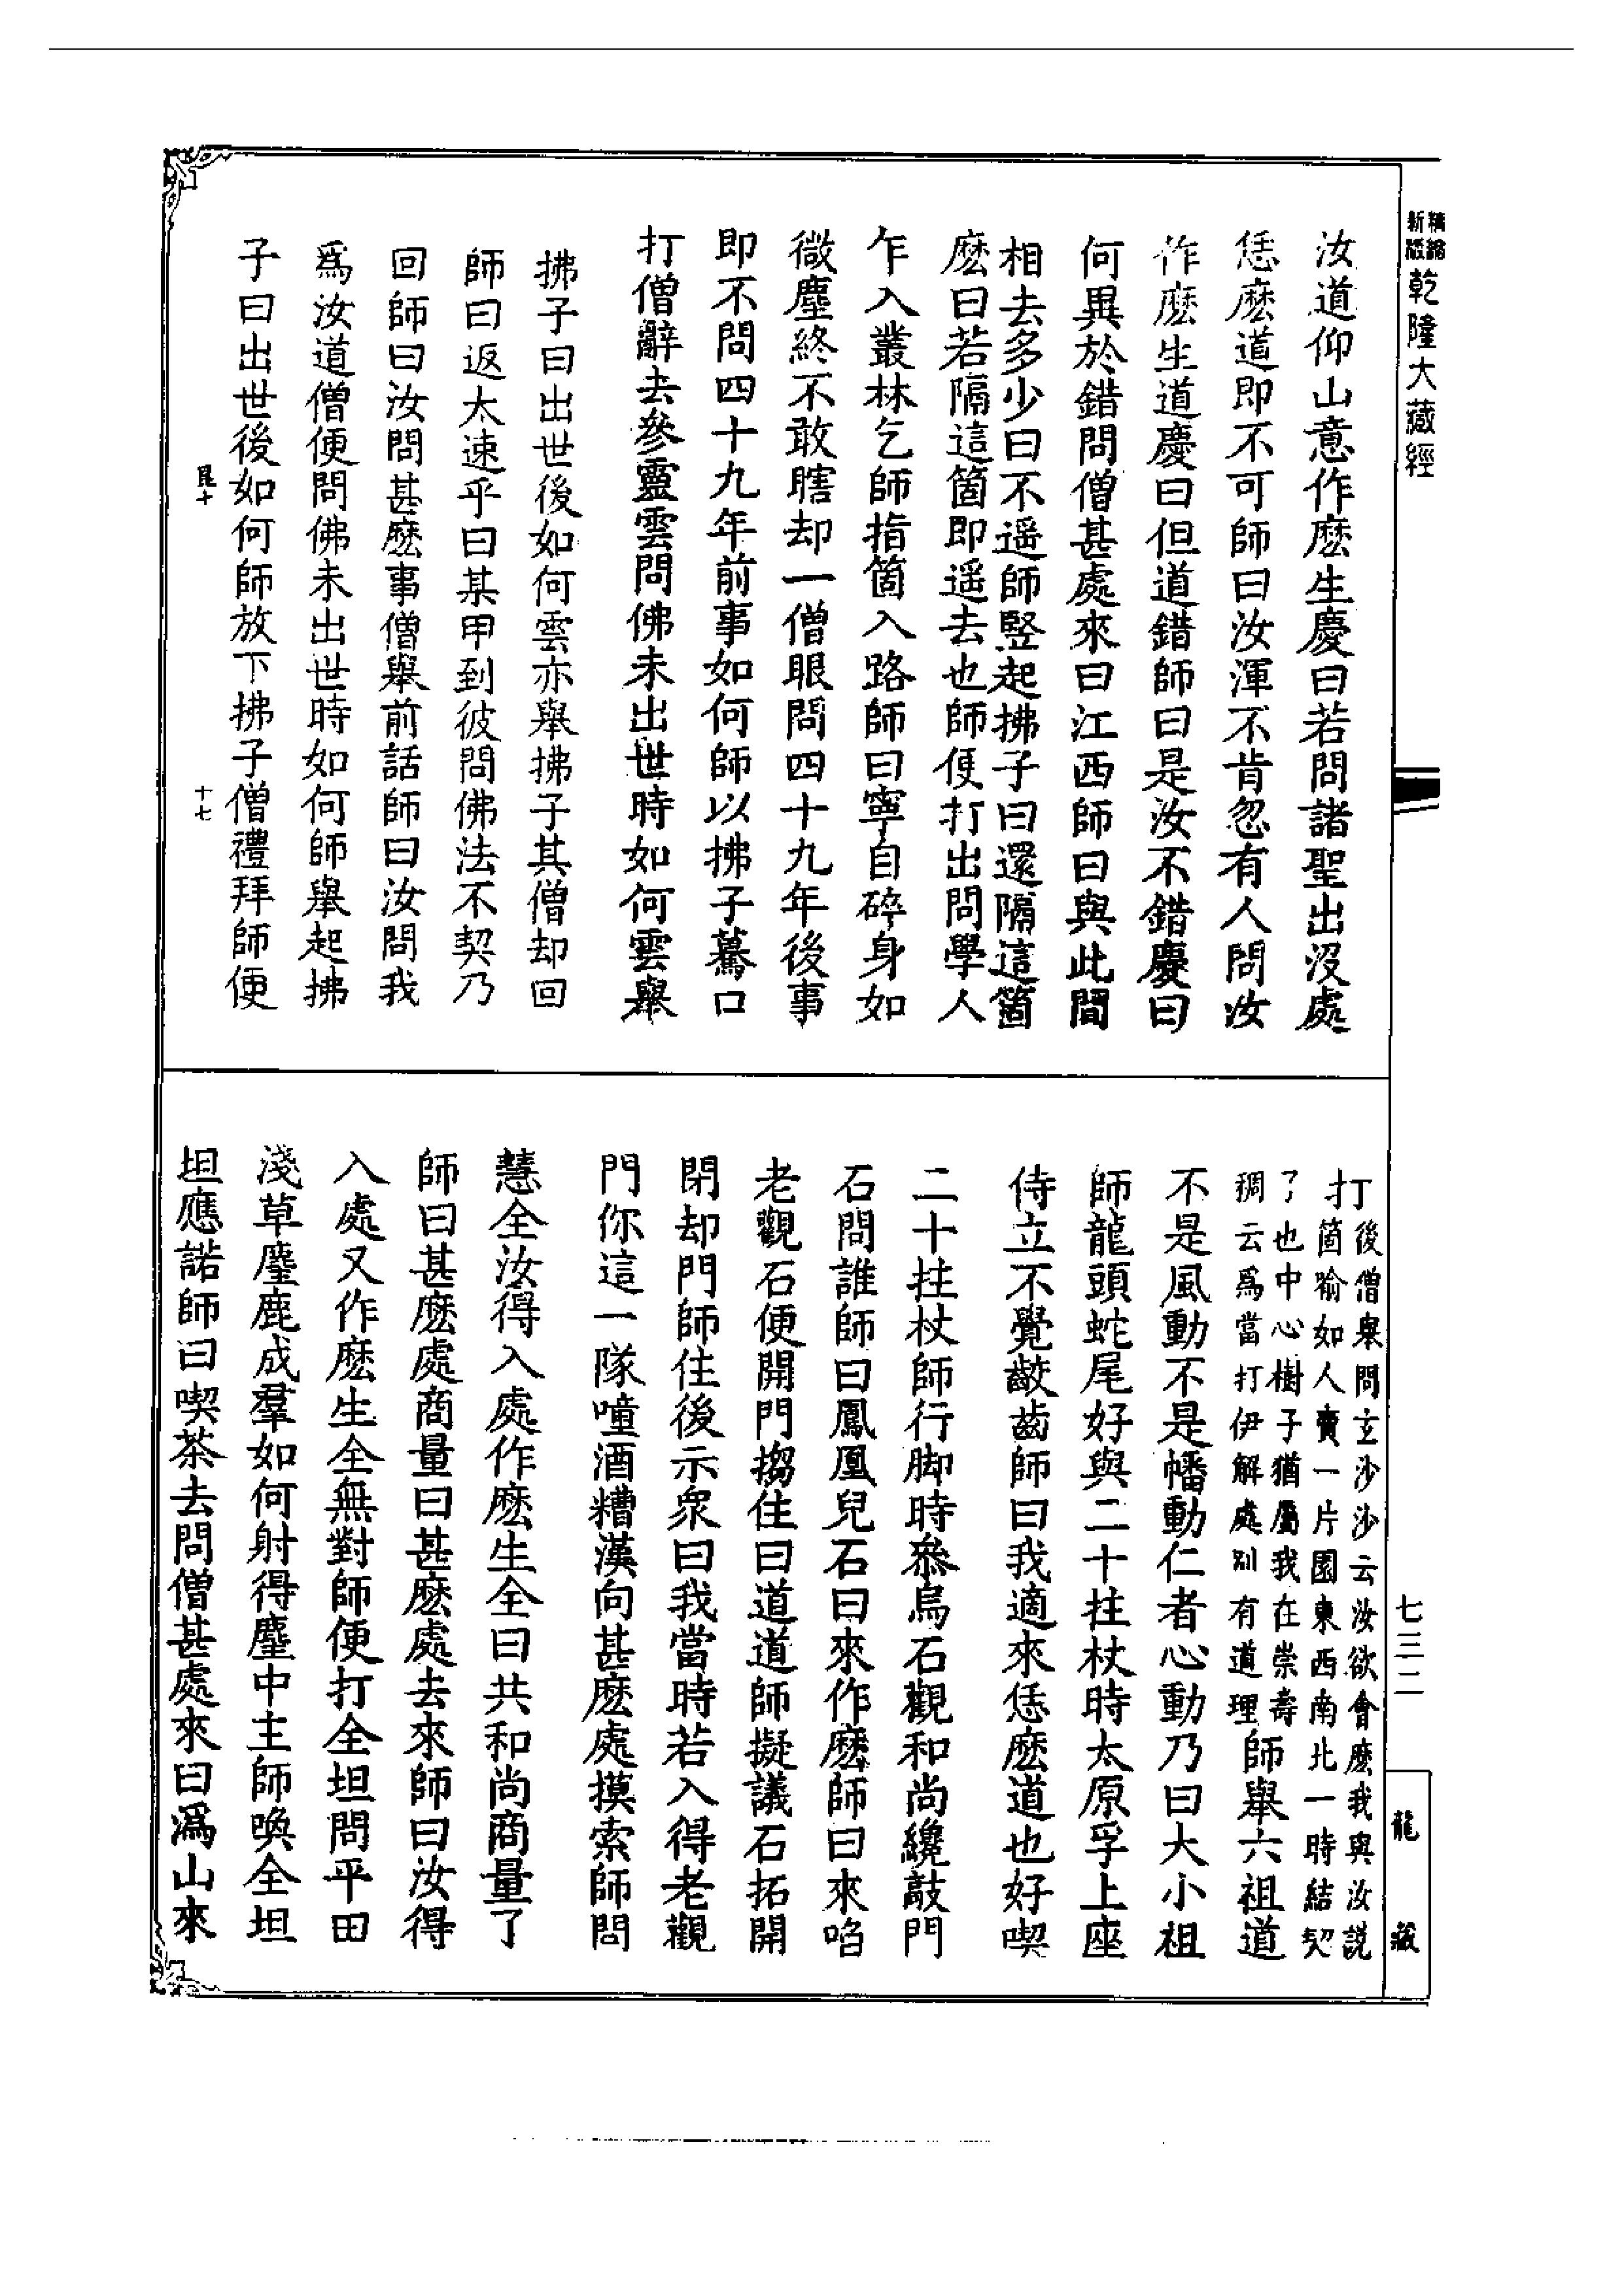 精縮
新版
乾隆大藏經
汝道仰山意作麽生慶曰若問諸聖出沒處
恁麽道即不可師曰汝渾不肯忽有人問汝
作麽生道慶曰但道錯師曰是汝不錯慶曰
何異於錯問僧甚處來曰江西師曰與此間
相去多少曰不遥師竪起拂子曰還隔這箇
麽曰若隔這箇即遥去也師便打出問學人
乍入叢林乞師指箇入路師曰寧自碎身如
微塵終不敢瞎却一僧眼問四十九年後事
即不問四十九年前事如何師以拂子驀口
打僧辭去參靈雲問佛未出世時如何雲舉
拂子曰出世後如何雲亦舉拂子其僧却回
師曰返太速乎曰某甲到彼問佛法不契乃
回師曰汝問甚麽事僧舉前話師曰汝問我
爲汝道僧便問佛未出世時如何師舉起拂
子曰出世後如何師放下拂子僧禮拜師便
十七
七三二
龍藏
打
後僧舉問玄沙沙云汝欲會麽我與汝説
箇喻如人賣一片園東西南北一時結契
了也中心樹子猶屬我在崇壽
稠云爲當打伊解處別有道理
師舉六祖道
不是風動不是幡動仁者心動乃曰大小祖
師龍頭蛇尾好與二十拄杖時太原孚上座
侍立不覺齩齒師曰我適來恁麽道也好喫
二十拄杖師行脚時叅烏石觀和尚纔敲門
石問誰師曰鳳凰兒石曰來作麽師曰來啗
老觀石便開門搊住曰道道師擬議石拓開
閉却門師住後示衆曰我當時若入得老觀
門你這一隊噇酒糟漢向甚麽處摸索師問
慧全汝得入處作麽生全曰共和尚商量了
師曰甚麽處商量曰甚麽處去來師曰汝得
入處又作麽生全無對師便打全坦問平田
淺草麈鹿成羣如何射得麈中主師喚全坦
坦應諾師曰喫茶去問僧甚處來曰溈山來